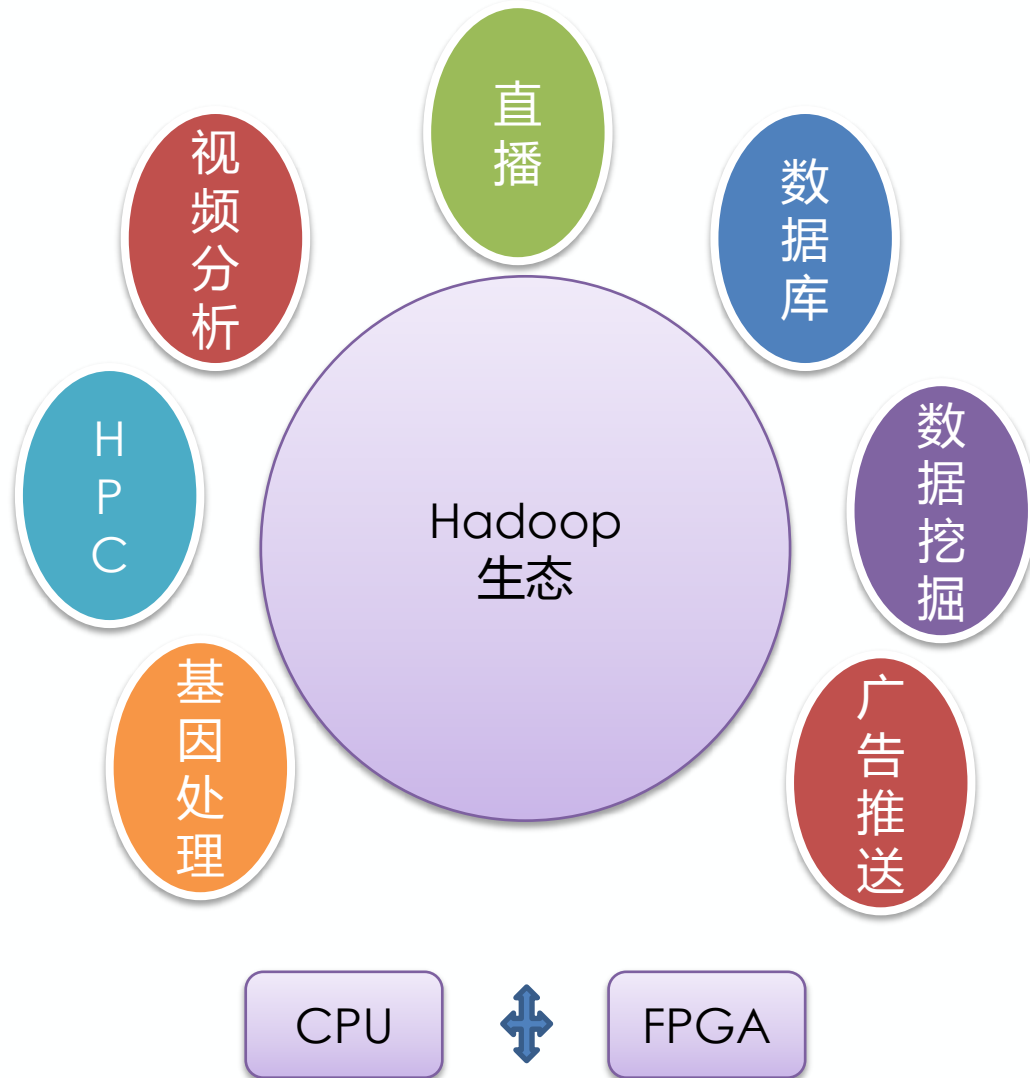 直播
视频分析
数据库
HPC
Hadoop
生态
数据挖掘
基因处理
广告推送
CPU
FPGA